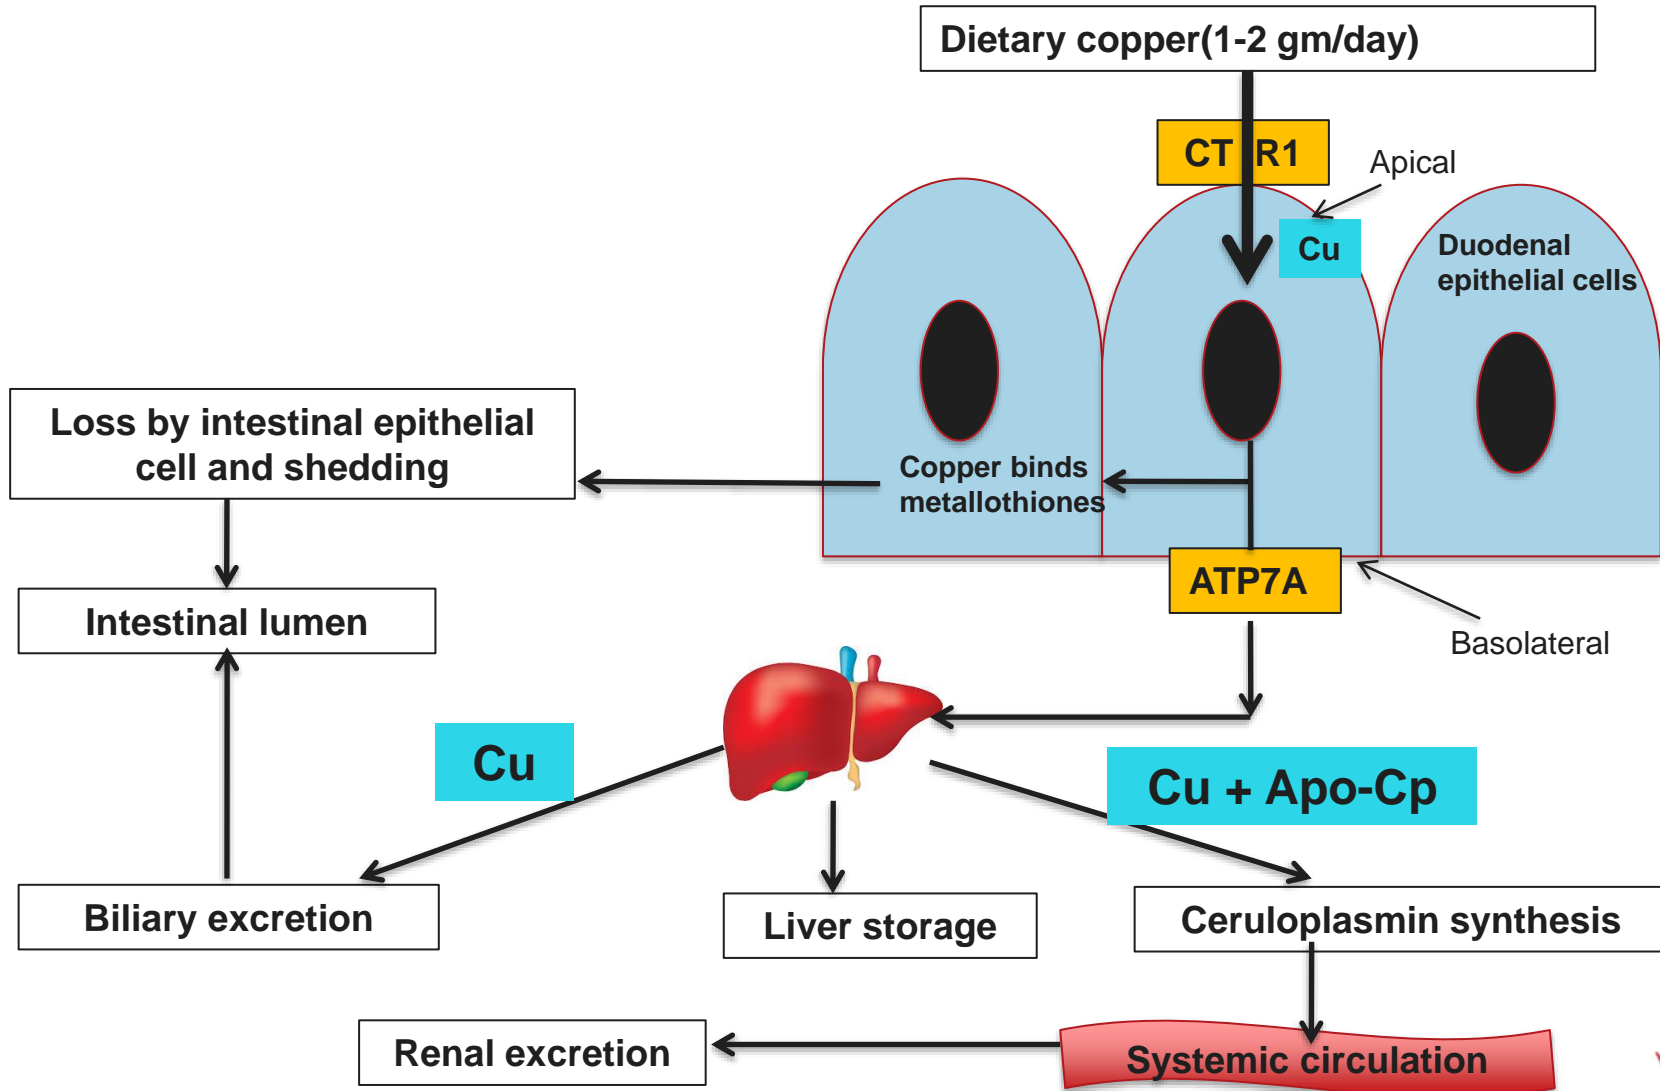 Dietary copper(1-2 gm/day)
CT R1
Apical
Cu
Duodenal
epithelial cells
Loss by intestinal epithelial
cell and shedding
Copper binds
metallothiones
ATP7A
Intestinal lumen
Basolateral
Cu
Cu + Apo-Cp
Biliary excretion
Liver storage
Ceruloplasmin synthesis
Renal excretion
Systemic circulation